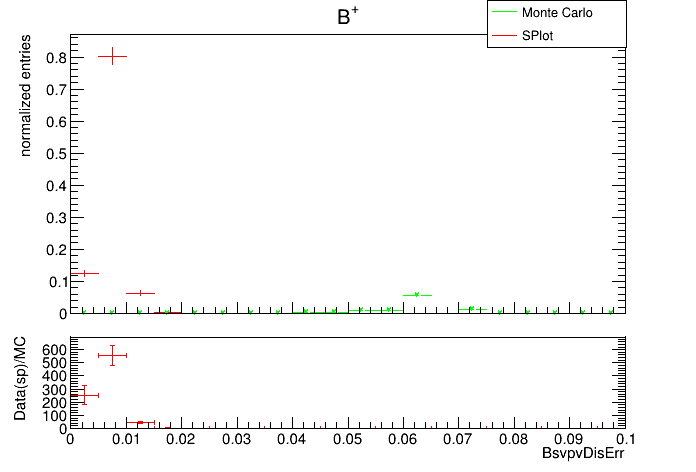 B+
Monte Carlo
SPlot
normalized entries
0.8
0.7
0.6
0.5
0.4
0.3
0.2
0.1
0
Data(sp)/MC
600
500
400
300
200
100
0
0 0.01 0.02 0.03 0.04 0.05 0.06 0.07 0.08 0.09 0.1
BsvpvDisErr